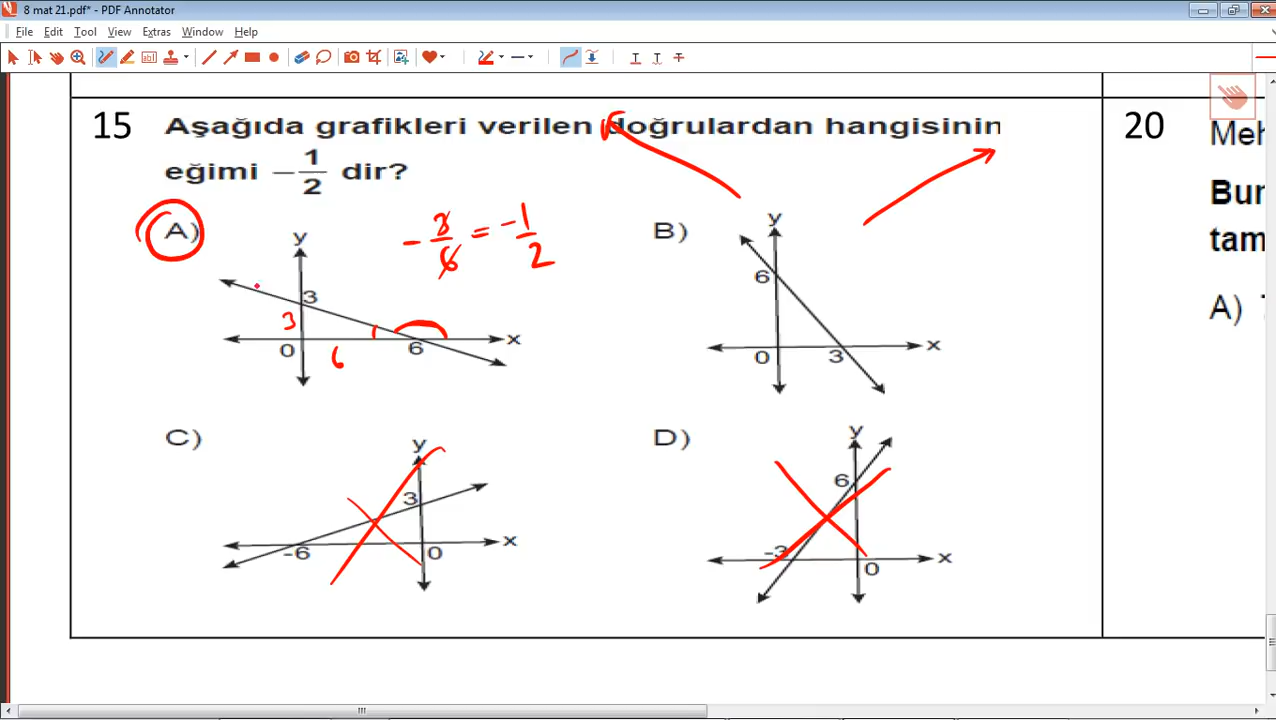 8 mat 21.pdf* - PDF Annotator
File Edit Tool View Extras Window Help
15 Aşağıda grafikleri verilen doğrulardan hangisinin
eğimi -1/2 dir?
A)
y
3
3
0
6
6
x
-3/6 = -1/2
B)
y
6
0
3
x
C)
y
3
-6
0
x
D)
y
6
-3
0
x
20
Meh
Bur
tam
A)